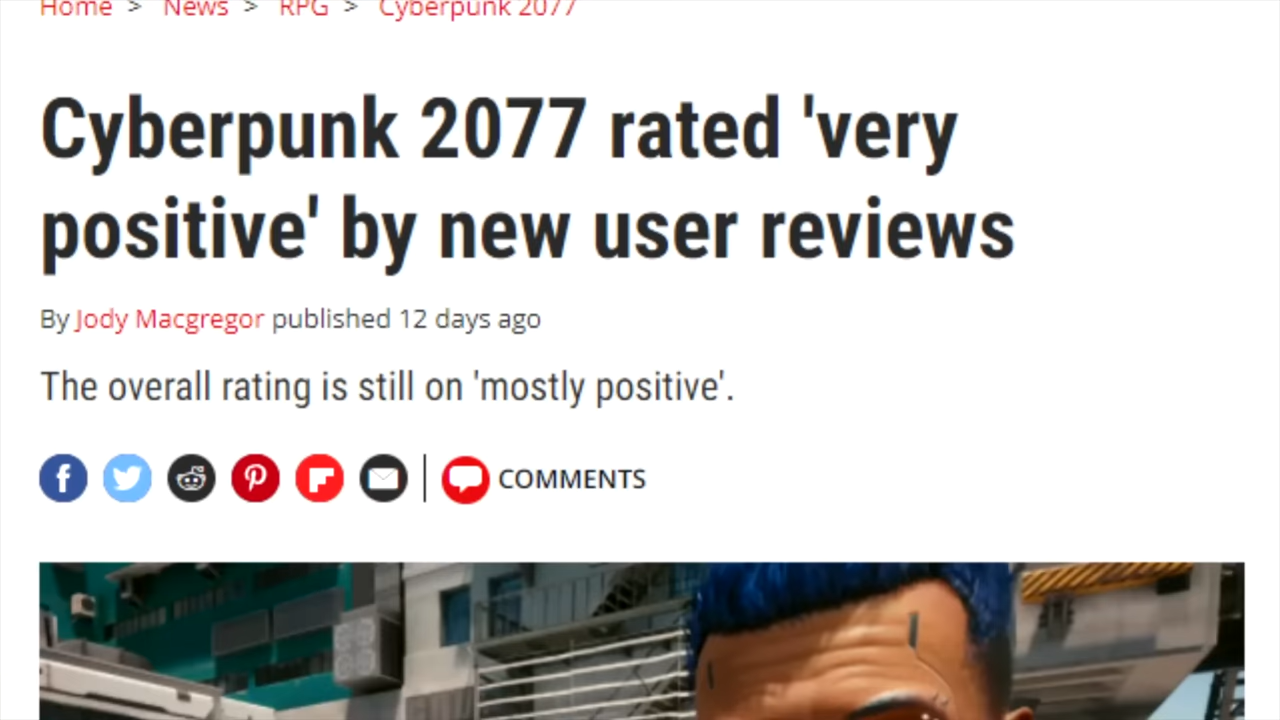 Home > News > RPG > Cyberpunk 2077
Cyberpunk 2077 rated 'very
positive' by new user reviews
By Jody Macgregor published 12 days ago
The overall rating is still on 'mostly positive'.
COMMENTS